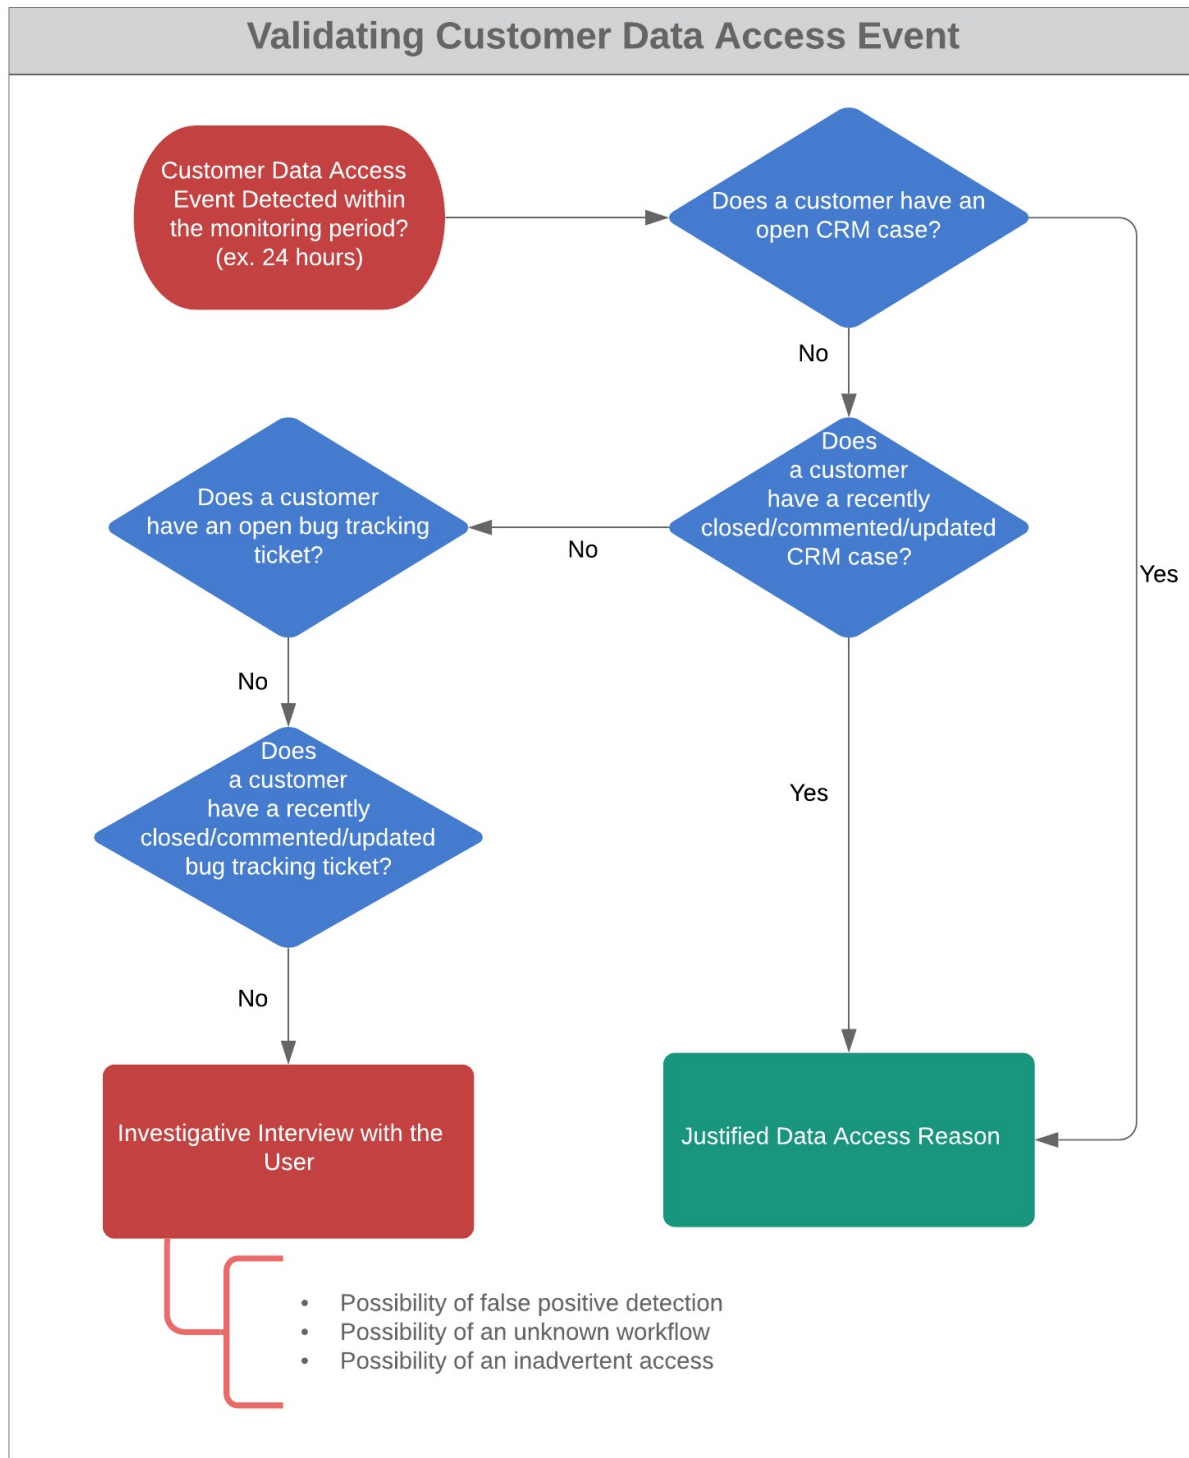 Validating Customer Data Access Event
Customer Data Access
Event Detected within
the monitoring period?
(ex. 24 hours)
Does a customer have an
open CRM case?
No
Yes
Does
a customer
have a recently
closed/commented/updated
CRM case?
No
Does a customer
have an open bug tracking
ticket?
No
Does
a customer
have a recently
closed/commented/updated
bug tracking ticket?
Yes
No
Investigative Interview with the
User
Justified Data Access Reason
• Possibility of false positive detection
• Possibility of an unknown workflow
• Possibility of an inadvertent access